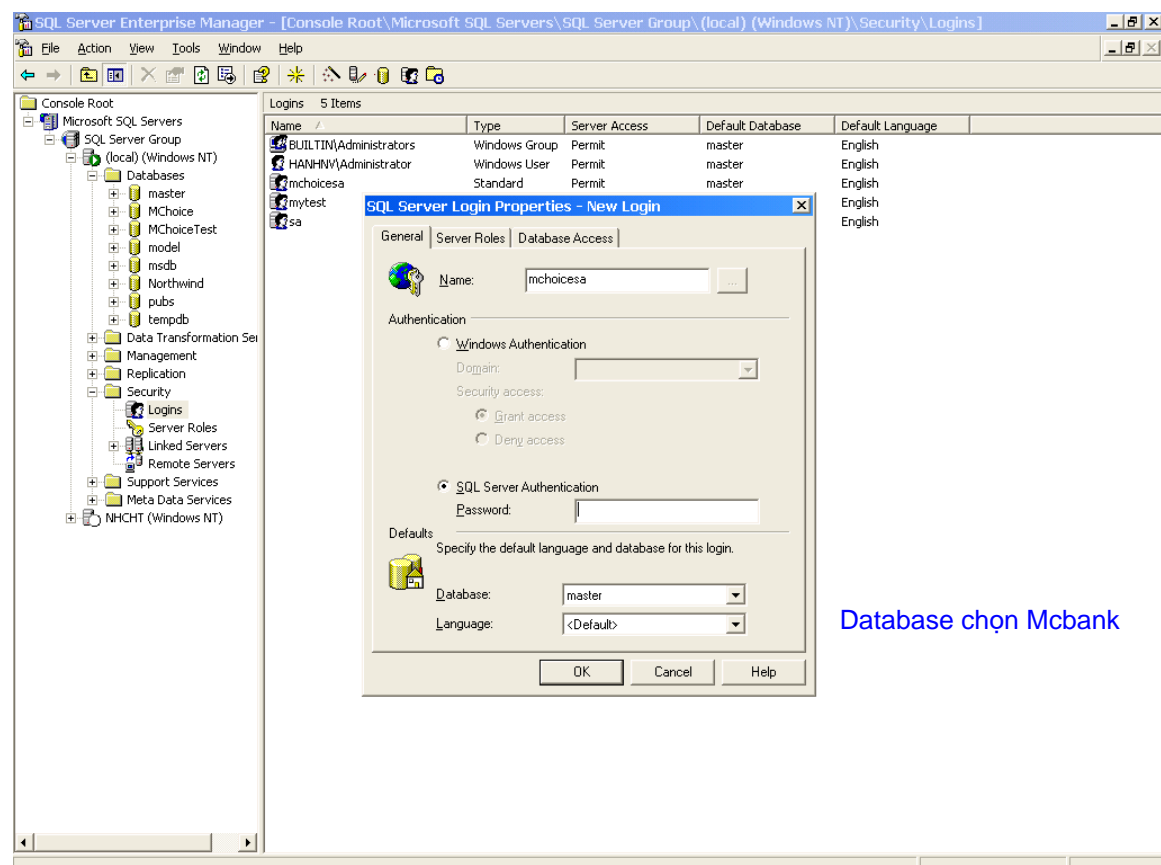 SQL Server Enterprise Manager - [Console Root\Microsoft SQL Servers\SQL Server Group\(local) (Windows NT)\Security\Logins]
File Action View Tools Window Help
Console Root
Microsoft SQL Servers
SQL Server Group
(local) (Windows NT)
Databases
master
MChoice
MChoiceTest
model
msdb
Northwind
pubs
tempdb
Data Transformation Ser
Management
Replication
Security
Logins
Server Roles
Linked Servers
Remote Servers
Support Services
Meta Data Services
NHCHT (Windows NT)
Logins 5 Items
Name Type Server Access Default Database Default Language
BUILTIN\Administrators Windows Group Permit master English
HANHNV\Administrator Windows User Permit master English
mchoicesa Standard Permit master English
mytest English
sa English
SQL Server Login Properties - New Login
General Server Roles Database Access
Name: mchoicesa ...
Authentication
Windows Authentication
Domain:
Security access:
Grant access
Deny access
SQL Server Authentication
Password:
Defaults
Specify the default language and database for this login.
Database: master
Language: <Default>
OK Cancel Help
Database chọn Mcbank